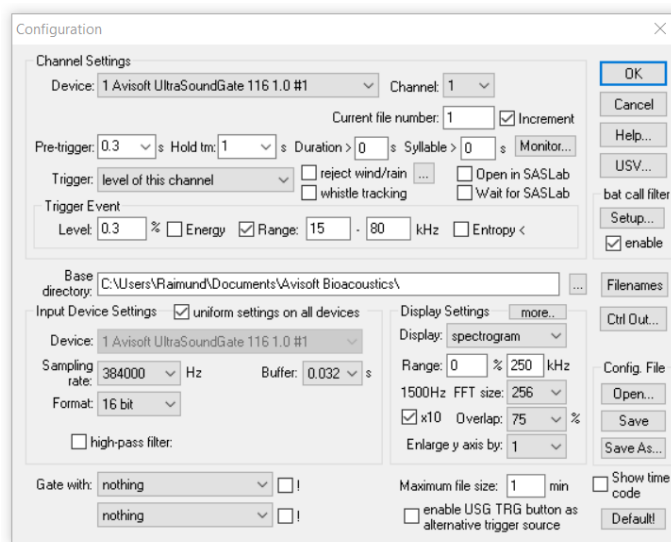 Configuration
Channel Settings
Device: 1 Avisoft UltraSoundGate 116 1.0 #1 Channel: 1
OK
Current file number: 1 Increment
Cancel
Pre-trigger: 0.3 s Hold tm: 1 s Duration > 0 s Syllable > 0 s Monitor...
Help...
Trigger: level of this channel reject wind/rain ... Open in SASLab
whistle tracking Wait for SASLab
USV...
Trigger Event
Level: 0.3 % Energy Range: 15 - 80 kHz Entropy <
bat call filter
Setup...
enable
Base directory: C:\Users\Raimund\Documents\Avisoft Bioacoustics\ ...
Filenames
Input Device Settings uniform settings on all devices
Device: 1 Avisoft UltraSoundGate 116 1.0 #1
Sampling rate: 384000 Hz Buffer: 0.032 s
Format: 16 bit
high-pass filter:
Display Settings more..
Display: spectrogram
Range: 0 % 250 kHz
1500Hz FFT size: 256
x10 Overlap: 75 %
Enlarge y axis by: 1
Ctrl Out...
Config. File
Open...
Save
Save As...
Gate with: nothing !
nothing !
Maximum file size: 1 min
enable USG TRG button as
alternative trigger source
Show time
code
Default!